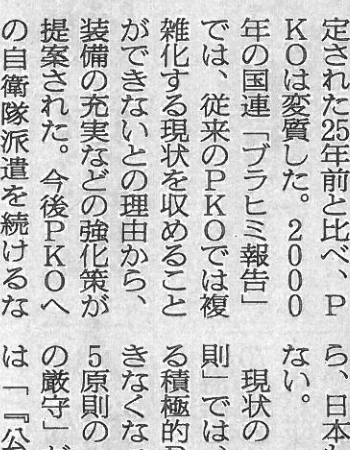 定された25年前と比べ、P
KOは変質した。2000
年の国連「ブラヒミ報告」
では、従来のPKOでは複
雑化する現状を収めること
ができないとの理由から、
装備の充実などの強化策が
提案された。今後PKOへ
の自衛隊派遣を続けるな
ら、日本
ない。
現状の
則」では、
る積極的P
きなくな
5原則の
の厳守」が
は「『公